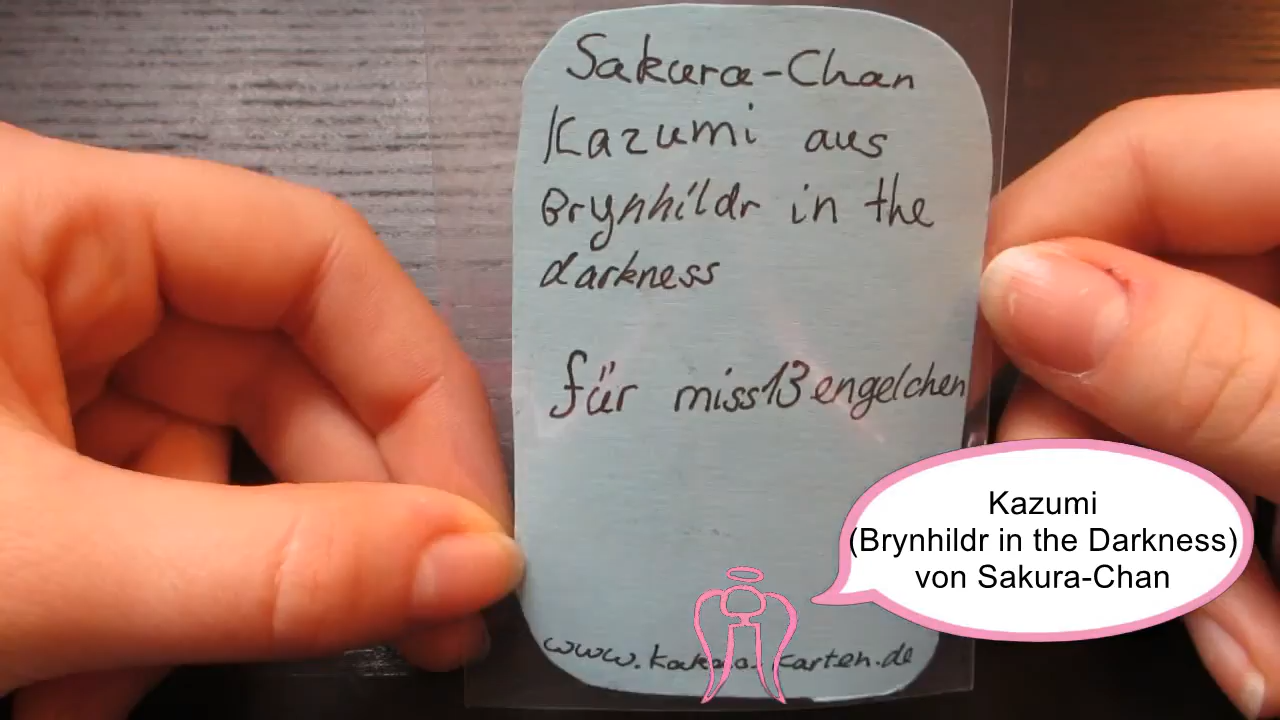 Sakura-Chan
Kazumi aus
Brynhildr in the
darkness
für miss13engelchen
Kazumi
(Brynhildr in the Darkness)
von Sakura-Chan